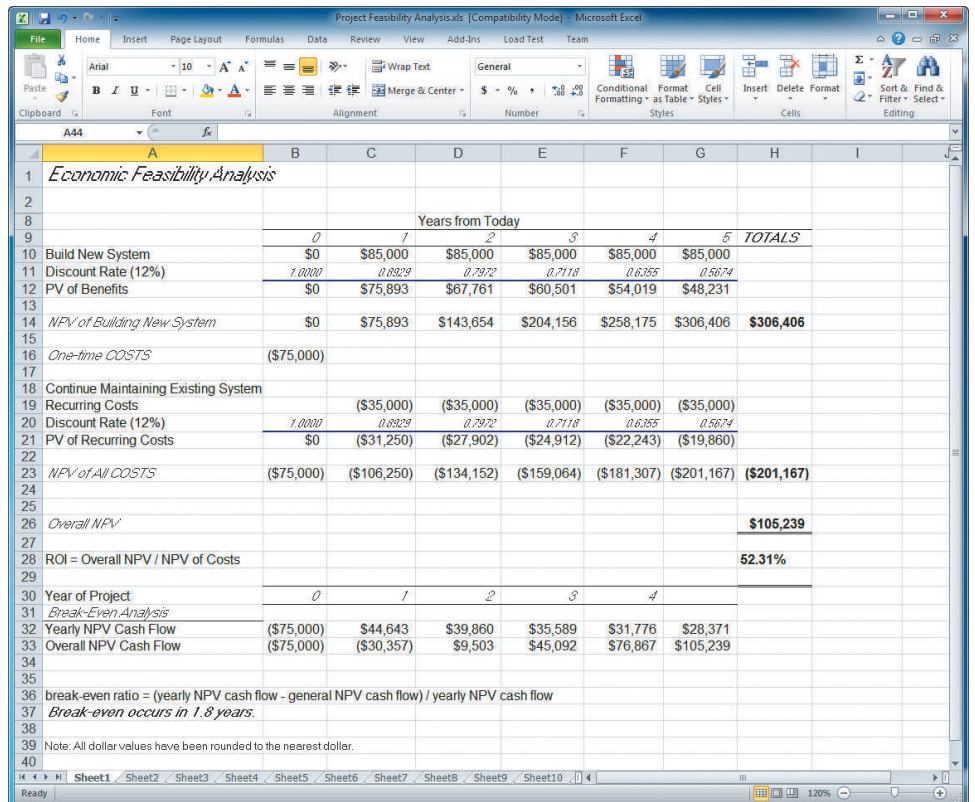 Project Feasibility Analysis.xls [Compatibility Mode] - Microsoft Excel
File Home Insert Page Layout Formulas Data Review View Add-Ins Load Test Team
Paste
Arial 10 A A Wrap Text General
B I U A Merge & Center $ % , .0 .00 .00 .0
Conditional Formatting Format as Table Cell Styles
Insert Delete Format
Σ A Z Sort & Filter Find & Select
Clipboard Font Alignment Number Styles Cells Editing
A44 fx
A B C D E F G H I J
1 Economic Feasibility Analysis
2
8 Years from Today
9 0 1 2 3 4 5 TOTALS
10 Build New System $0 $85,000 $85,000 $85,000 $85,000 $85,000
11 Discount Rate (12%) 1.0000 0.8929 0.7972 0.7118 0.6355 0.5674
12 PV of Benefits $0 $75,893 $67,761 $60,501 $54,019 $48,231
13
14 NPV of Building New System $0 $75,893 $143,654 $204,156 $258,175 $306,406 $306,406
15
16 One-time COSTS ($75,000)
17
18 Continue Maintaining Existing System
19 Recurring Costs ($35,000) ($35,000) ($35,000) ($35,000) ($35,000)
20 Discount Rate (12%) 1.0000 0.8929 0.7972 0.7118 0.6355 0.5674
21 PV of Recurring Costs $0 ($31,250) ($27,902) ($24,912) ($22,243) ($19,860)
22
23 NPV of All COSTS ($75,000) ($106,250) ($134,152) ($159,064) ($181,307) ($201,167) ($201,167)
24
25
26 Overall NPV $105,239
27
28 ROI = Overall NPV / NPV of Costs 52.31%
29
30 Year of Project 0 1 2 3 4
31 Break-Even Analysis
32 Yearly NPV Cash Flow ($75,000) $44,643 $39,860 $35,589 $31,776 $28,371
33 Overall NPV Cash Flow ($75,000) ($30,357) $9,503 $45,092 $76,867 $105,239
34
35
36 break-even ratio = (yearly NPV cash flow - general NPV cash flow) / yearly NPV cash flow
37 Break-even occurs in 1.8 years.
38
39 Note: All dollar values have been rounded to the nearest dollar.
40
Sheet1 Sheet2 Sheet3 Sheet4 Sheet5 Sheet6 Sheet7 Sheet8 Sheet9 Sheet10
Ready 120%